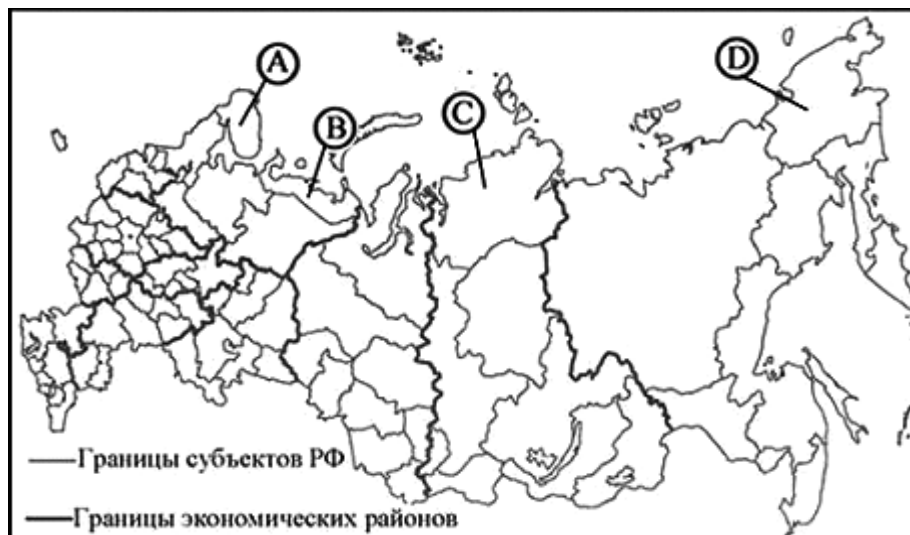 A
B
C
D
Границы субъектов РФ
Границы экономических районов